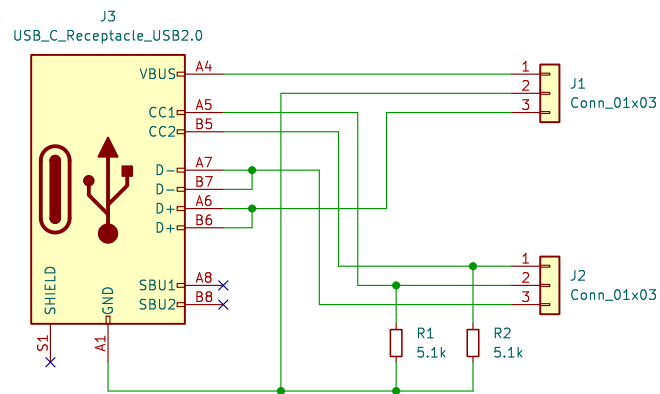 J3
USB_C_Receptacle_USB2.0
VBUS A4
CC1 A5
CC2 B5
D- A7
D- B7
D+ A6
D+ B6
SBU1 A8
SBU2 B8
SHIELD
GND
S1
A1
1
2
3
J1
Conn_01x03
1
2
3
J2
Conn_01x03
R1
5.1k
R2
5.1k